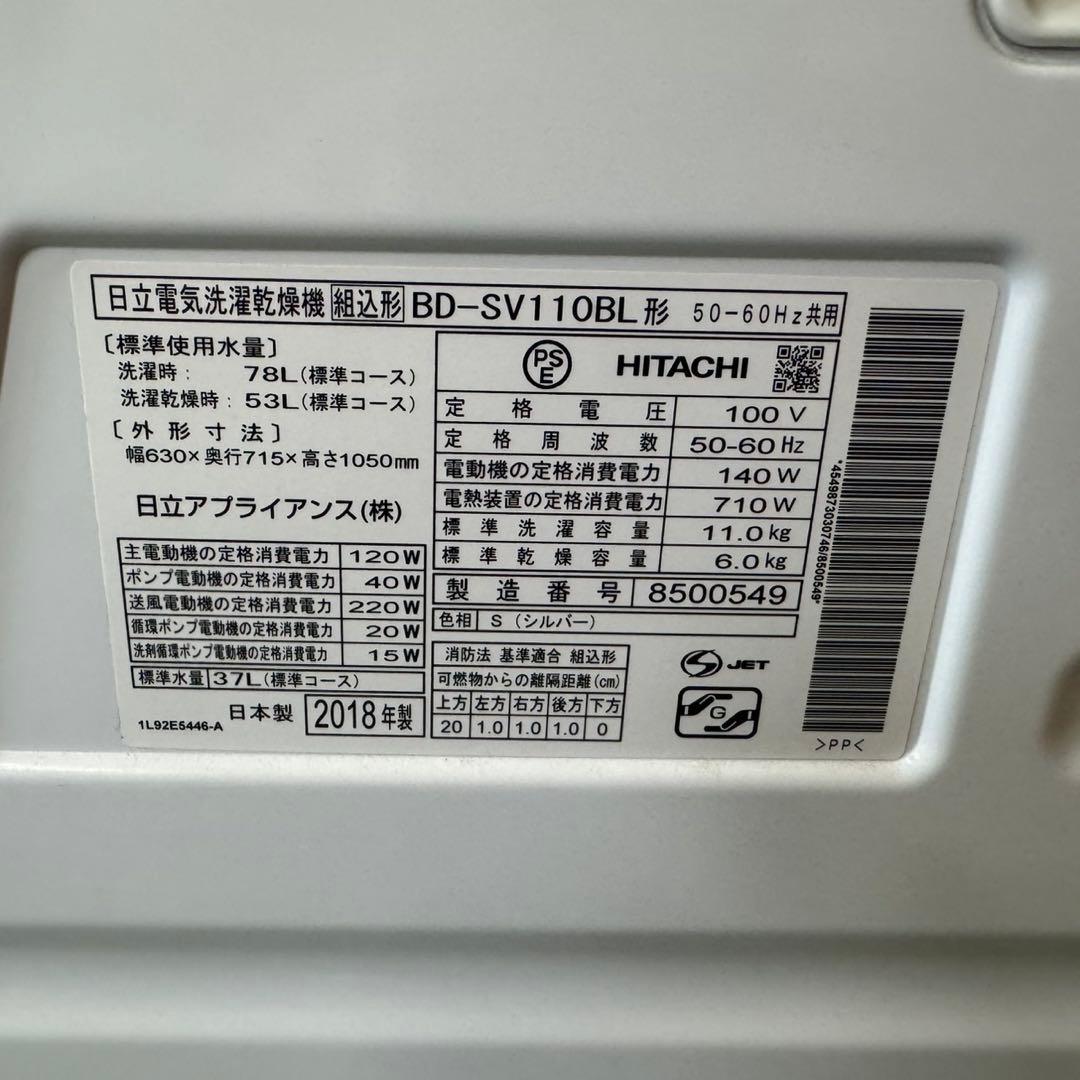 日立電気洗濯乾燥機 組込形 BD-SV110BL形 50-60Hz共用
〔標準使用水量〕
洗濯時: 78L(標準コース)
洗濯乾燥時: 53L(標準コース)
〔外形寸法〕
幅630×奥行715×高さ1050mm
日立アプライアンス(株)
主電動機の定格消費電力 120W
ポンプ電動機の定格消費電力 40W
送風電動機の定格消費電力 220W
循環ポンプ電動機の定格消費電力 20W
洗剤循環ポンプ電動機の定格消費電力 15W
標準水量 37L(標準コース)
1L92E5446-A 日本製 2018年製
PSE HITACHI
定格電圧 100V
定格周波数 50-60Hz
電動機の定格消費電力 140W
電熱装置の定格消費電力 710W
標準洗濯容量 11.0kg
標準乾燥容量 6.0kg
製造番号 8500549
色相 S(シルバー)
消防法 基準適合 組込形
可燃物からの離隔距離(cm)
上方 左方 右方 後方 下方
20 1.0 1.0 1.0 0
S JET
G
*4549873030746/8500549*
>PP<